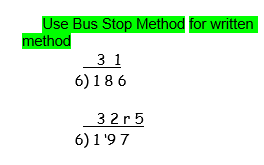 Use Bus Stop Method for written
method
3 1
6) 1 8 6
3 2 r 5
6) 1 '9 7